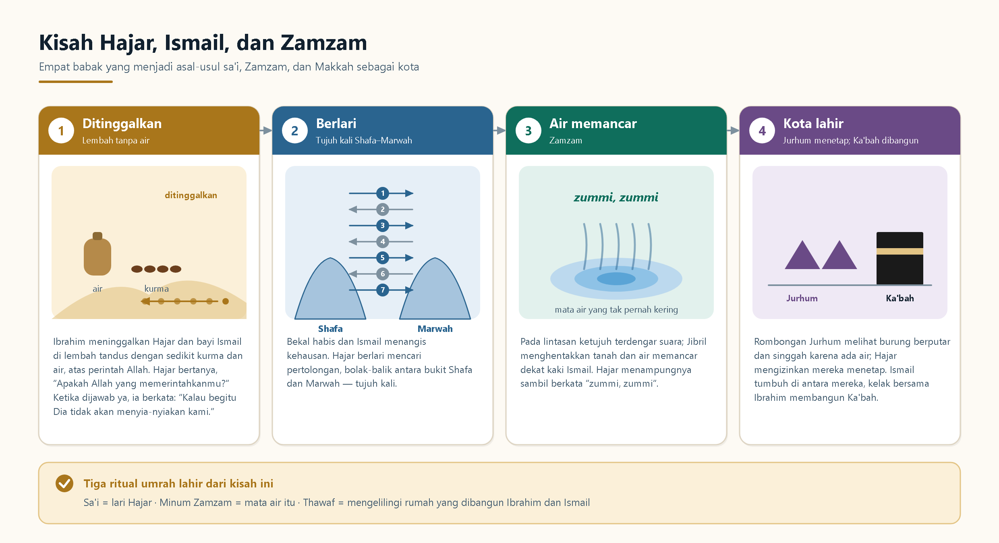 Kisah Hajar, Ismail, dan Zamzam
Empat babak yang menjadi asal-usul sa'i, Zamzam, dan Makkah sebagai kota
1
Ditinggalkan
Lembah tanpa air
ditinggalkan
air
kurma
Ibrahim meninggalkan Hajar dan bayi Ismail
di lembah tandus dengan sedikit kurma dan
air, atas perintah Allah. Hajar bertanya,
"Apakah Allah yang memerintahkanmu?"
Ketika dijawab ya, ia berkata: "Kalau begitu
Dia tidak akan menyia-nyiakan kami."
2
Berlari
Tujuh kali Shafa–Marwah
1
2
3
4
5
6
7
Shafa
Marwah
Bekal habis dan Ismail menangis
kehausan. Hajar berlari mencari
pertolongan, bolak-balik antara bukit Shafa
dan Marwah — tujuh kali.
3
Air memancar
Zamzam
zummi, zummi
mata air yang tak pernah kering
Pada lintasan ketujuh terdengar suara; Jibril
menghentakkan tanah dan air memancar
dekat kaki Ismail. Hajar menampungnya
sambil berkata "zummi, zummi".
4
Kota lahir
Jurhum menetap; Ka'bah dibangun
Jurhum
Ka'bah
Rombongan Jurhum melihat burung berputar
dan singgah karena ada air; Hajar
mengizinkan mereka menetap. Ismail
tumbuh di antara mereka, kelak bersama
Ibrahim membangun Ka'bah.
Tiga ritual umrah lahir dari kisah ini
Sa'i = lari Hajar · Minum Zamzam = mata air itu · Thawaf = mengelilingi rumah yang dibangun Ibrahim dan Ismail